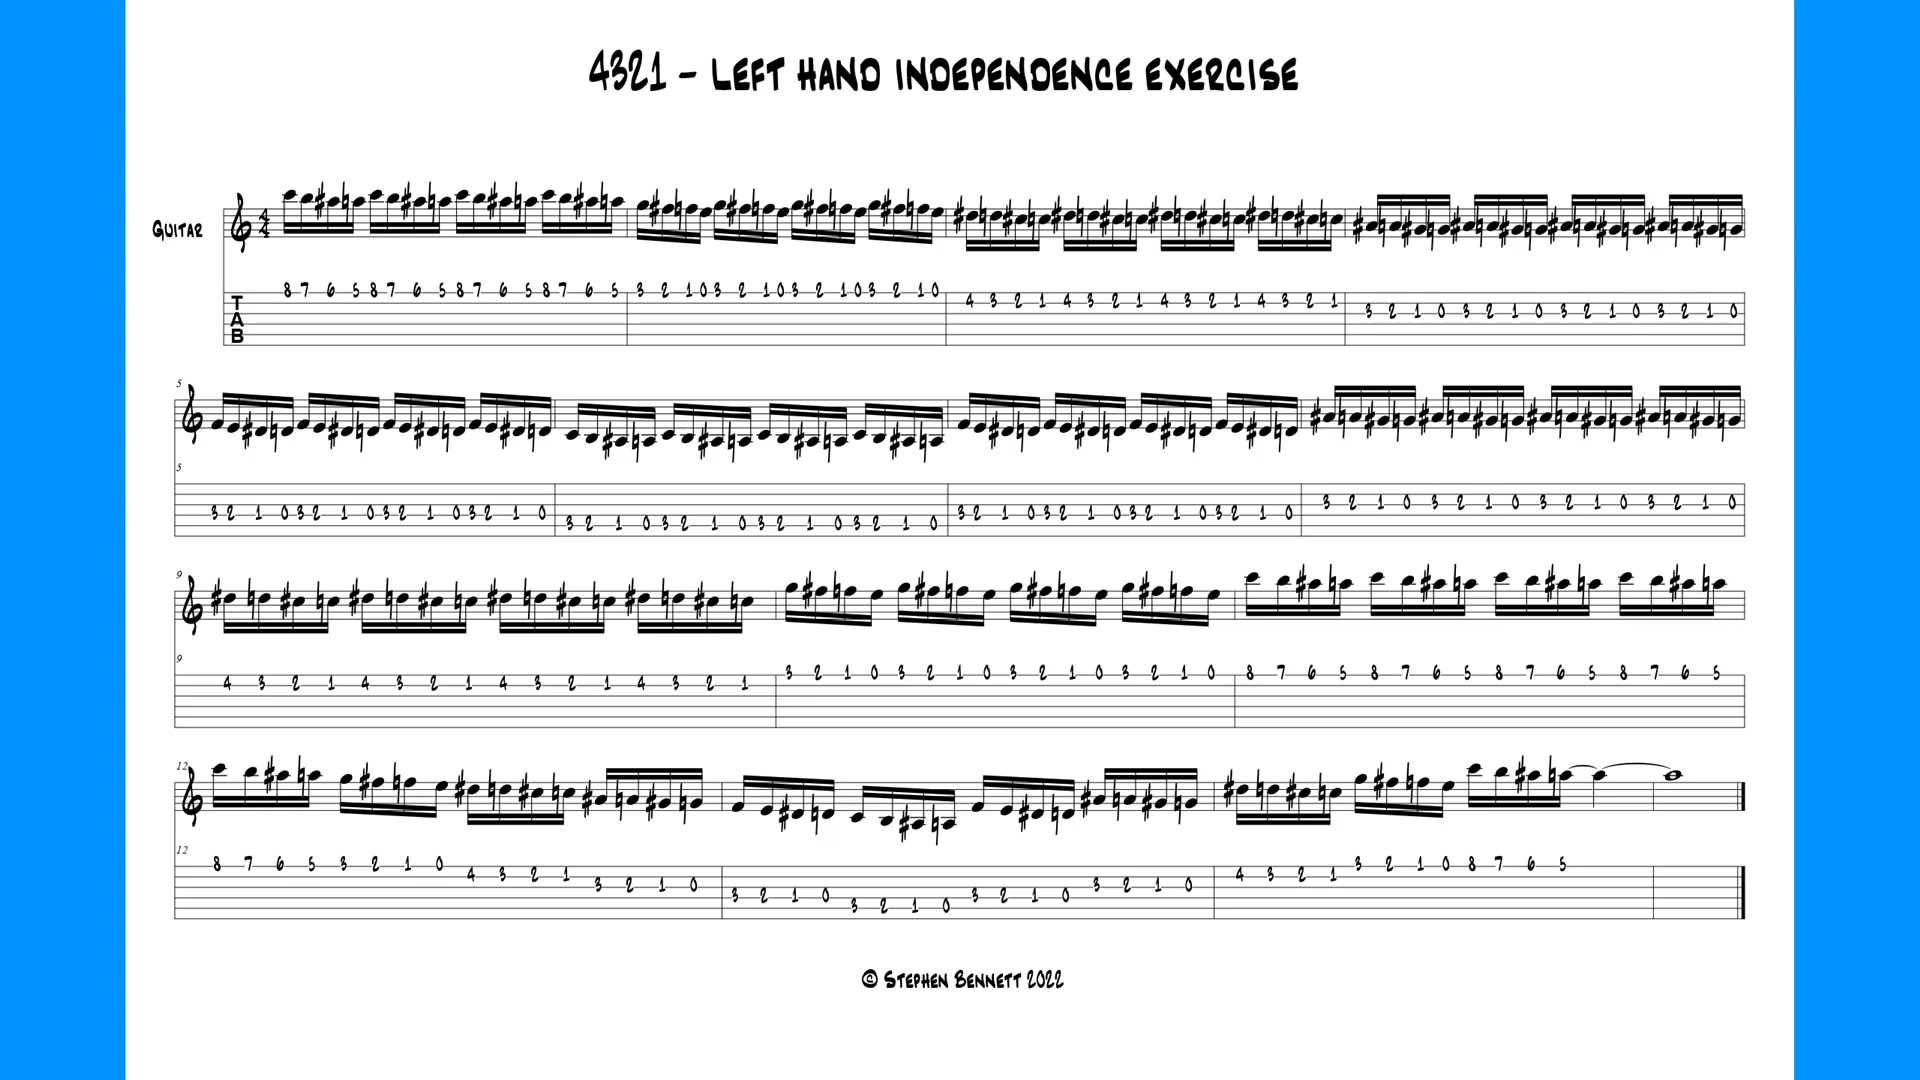 4321 - LEFT HAND INDEPENDENCE EXERCISE
GUITAR
4
4
T
A
B
8 7 6 5 8 7 6 5 8 7 6 5 8 7 6 5 3 2 1 0 3 2 1 0 3 2 1 0 3 2 1 0 4 3 2 1 4 3 2 1 4 3 2 1 4 3 2 1 3 2 1 0 3 2 1 0 3 2 1 0 3 2 1 0
5
5
3 2 1 0 3 2 1 0 3 2 1 0 3 2 1 0 3 2 1 0 3 2 1 0 3 2 1 0 3 2 1 0 3 2 1 0 3 2 1 0 3 2 1 0 3 2 1 0 3 2 1 0 3 2 1 0 3 2 1 0 3 2 1 0
9
9
4 3 2 1 4 3 2 1 4 3 2 1 4 3 2 1 3 2 1 0 3 2 1 0 3 2 1 0 3 2 1 0 8 7 6 5 8 7 6 5 8 7 6 5 8 7 6 5
12
12
8 7 6 5 3 2 1 0 4 3 2 1 3 2 1 0 3 2 1 0 3 2 1 0 3 2 1 0 3 2 1 0 4 3 2 1 3 2 1 0 8 7 6 5
© STEPHEN BENNETT 2022